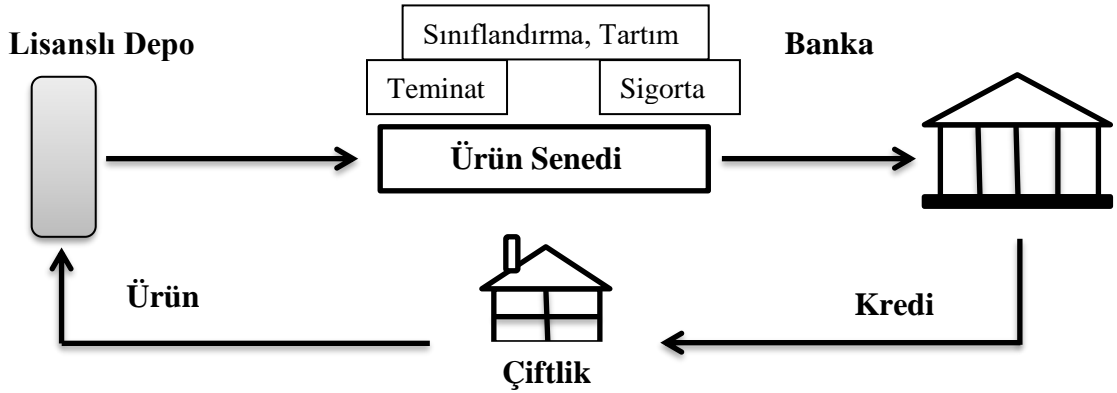 Lisanslı Depo
Sınıflandırma, Tartım
Banka
Teminat
Sigorta
Ürün Senedi
Ürün
Kredi
Çiftlik